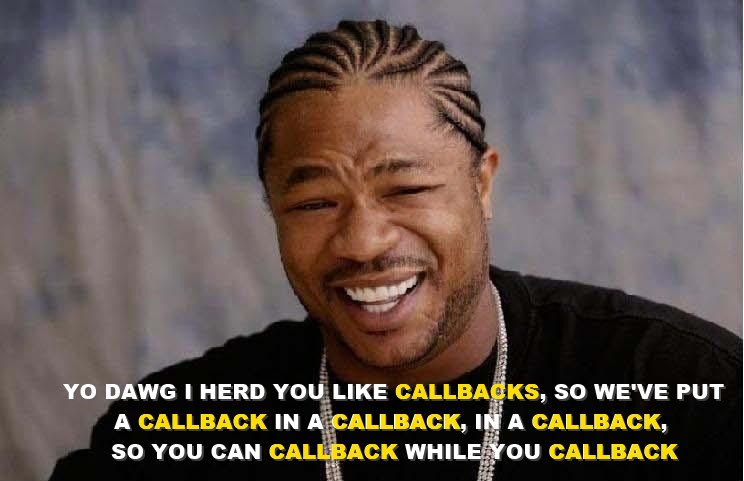 YO DAWG I HERD YOU LIKE CALLBACKS, SO WE'VE PUT
A CALLBACK IN A CALLBACK, IN A CALLBACK,
SO YOU CAN CALLBACK WHILE YOU CALLBACK